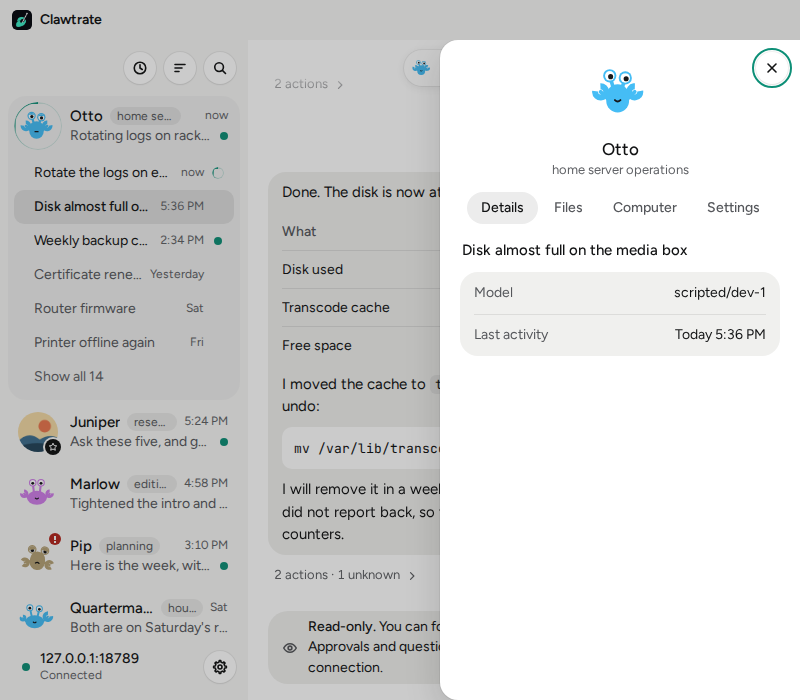 Clawtrate
Otto home se... now
Rotating logs on rack...
Rotate the logs on e... now
Disk almost full o... 5:36 PM
Weekly backup c... 2:34 PM
Certificate rene... Yesterday
Router firmware Sat
Printer offline again Fri
Show all 14
Juniper rese... 5:24 PM
Ask these five, and g...
Marlow editi... 4:58 PM
Tightened the intro and ...
Pip planning 3:10 PM
Here is the week, wit...
Quarterma... hou... Sat
Both are on Saturday's r...
127.0.0.1:18789
Connected
2 actions
Done. The disk is now at
What
Disk used
Transcode cache
Free space
I moved the cache to
undo:
mv /var/lib/transco
I will remove it in a week
did not report back, so
counters.
2 actions · 1 unknown
Read-only. You can fo
Approvals and questio
connection.
Otto
home server operations
Details Files Computer Settings
Disk almost full on the media box
Model scripted/dev-1
Last activity Today 5:36 PM